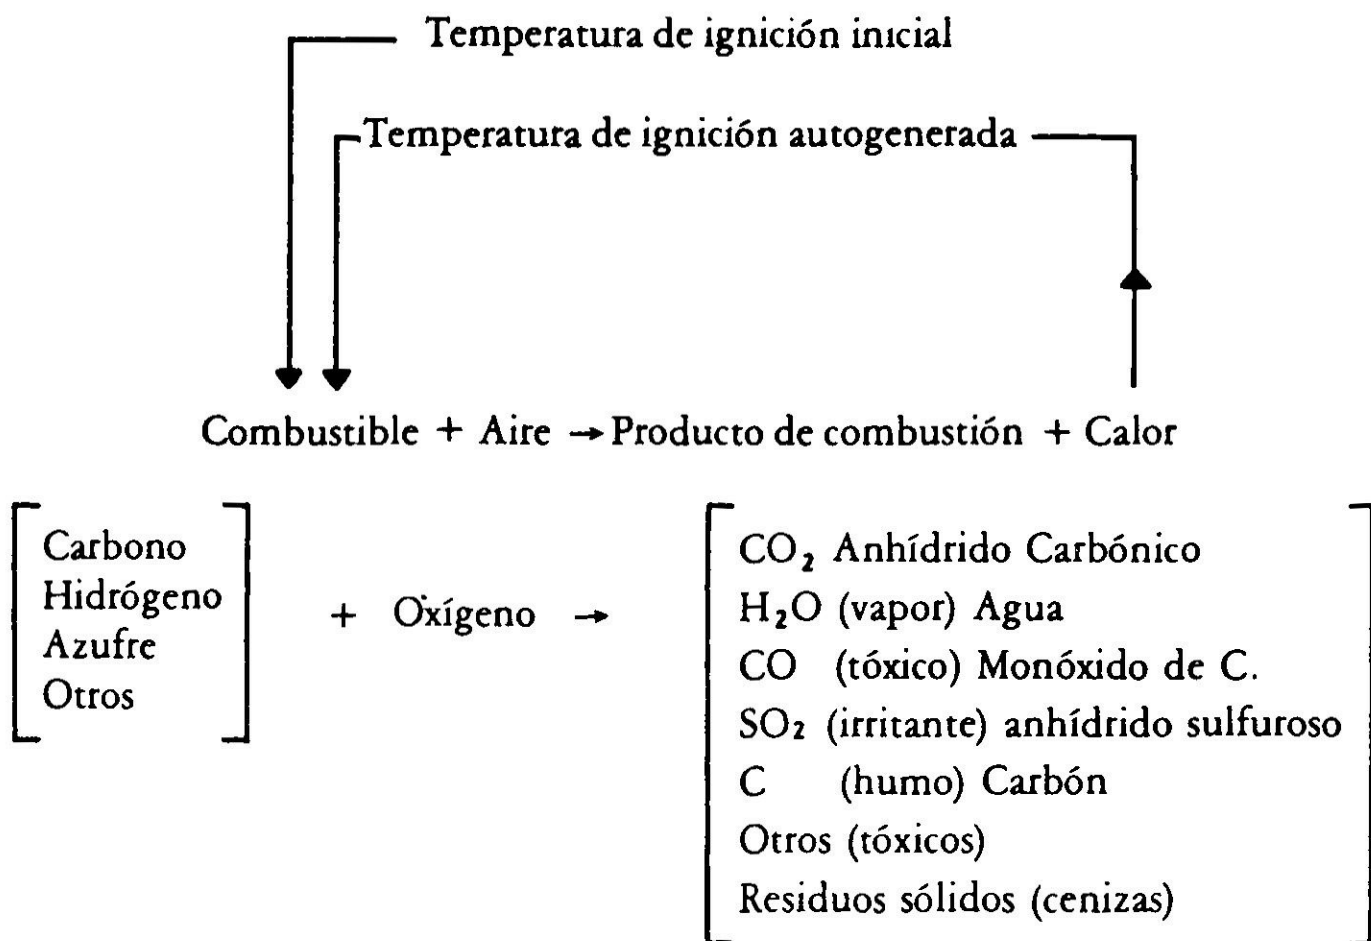 Temperatura de ignición inicial
Temperatura de ignición autogenerada
Combustible + Aire → Producto de combustión + Calor
Carbono
Hidrógeno
Azufre
Otros
+ Oxígeno →
CO₂ Anhídrido Carbónico
H₂O (vapor) Agua
CO (tóxico) Monóxido de C.
SO₂ (irritante) anhídrido sulfuroso
C (humo) Carbón
Otros (tóxicos)
Residuos sólidos (cenizas)